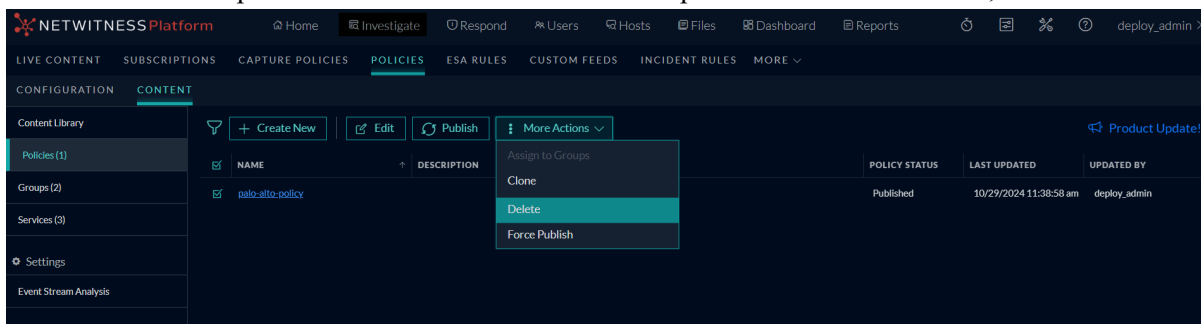 NETWITNESS Platform Home Investigate Respond Users Hosts Files Dashboard Reports deploy_admin
LIVE CONTENT SUBSCRIPTIONS CAPTURE POLICIES POLICIES ESA RULES CUSTOM FEEDS INCIDENT RULES MORE
CONFIGURATION CONTENT
Content Library
+ Create New Edit Publish More Actions Product Update!
Policies (1)
Assign to Groups
NAME ↑ DESCRIPTION POLICY STATUS LAST UPDATED UPDATED BY
Clone
Groups (2)
palo-alto-policy Published 10/29/2024 11:38:58 am deploy_admin
Delete
Services (3)
Force Publish
Settings
Event Stream Analysis